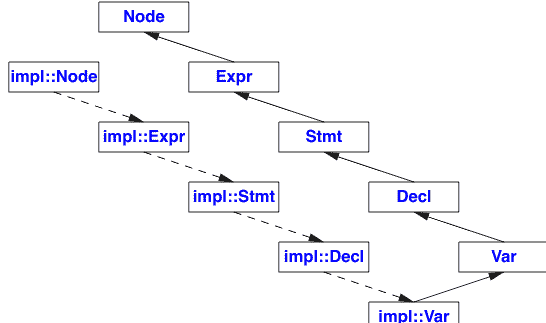 Node
impl::Node
Expr
impl::Expr
Stmt
impl::Stmt
Decl
impl::Decl
Var
impl::Var